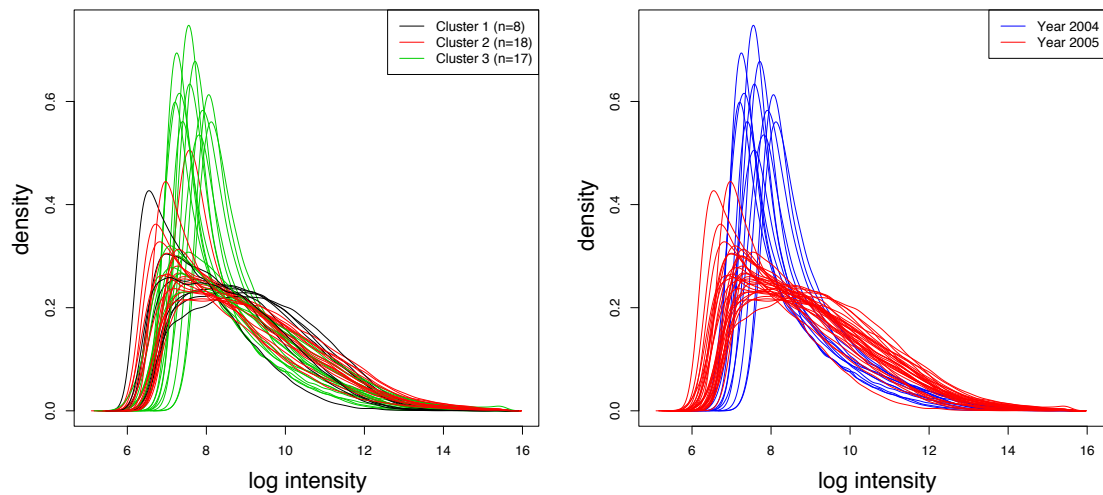 Cluster 1 (n=8)
Cluster 2 (n=18)
Cluster 3 (n=17)
density
0.0
0.2
0.4
0.6
6
8
10
12
14
16
log intensity
Year 2004
Year 2005
density
0.0
0.2
0.4
0.6
6
8
10
12
14
16
log intensity